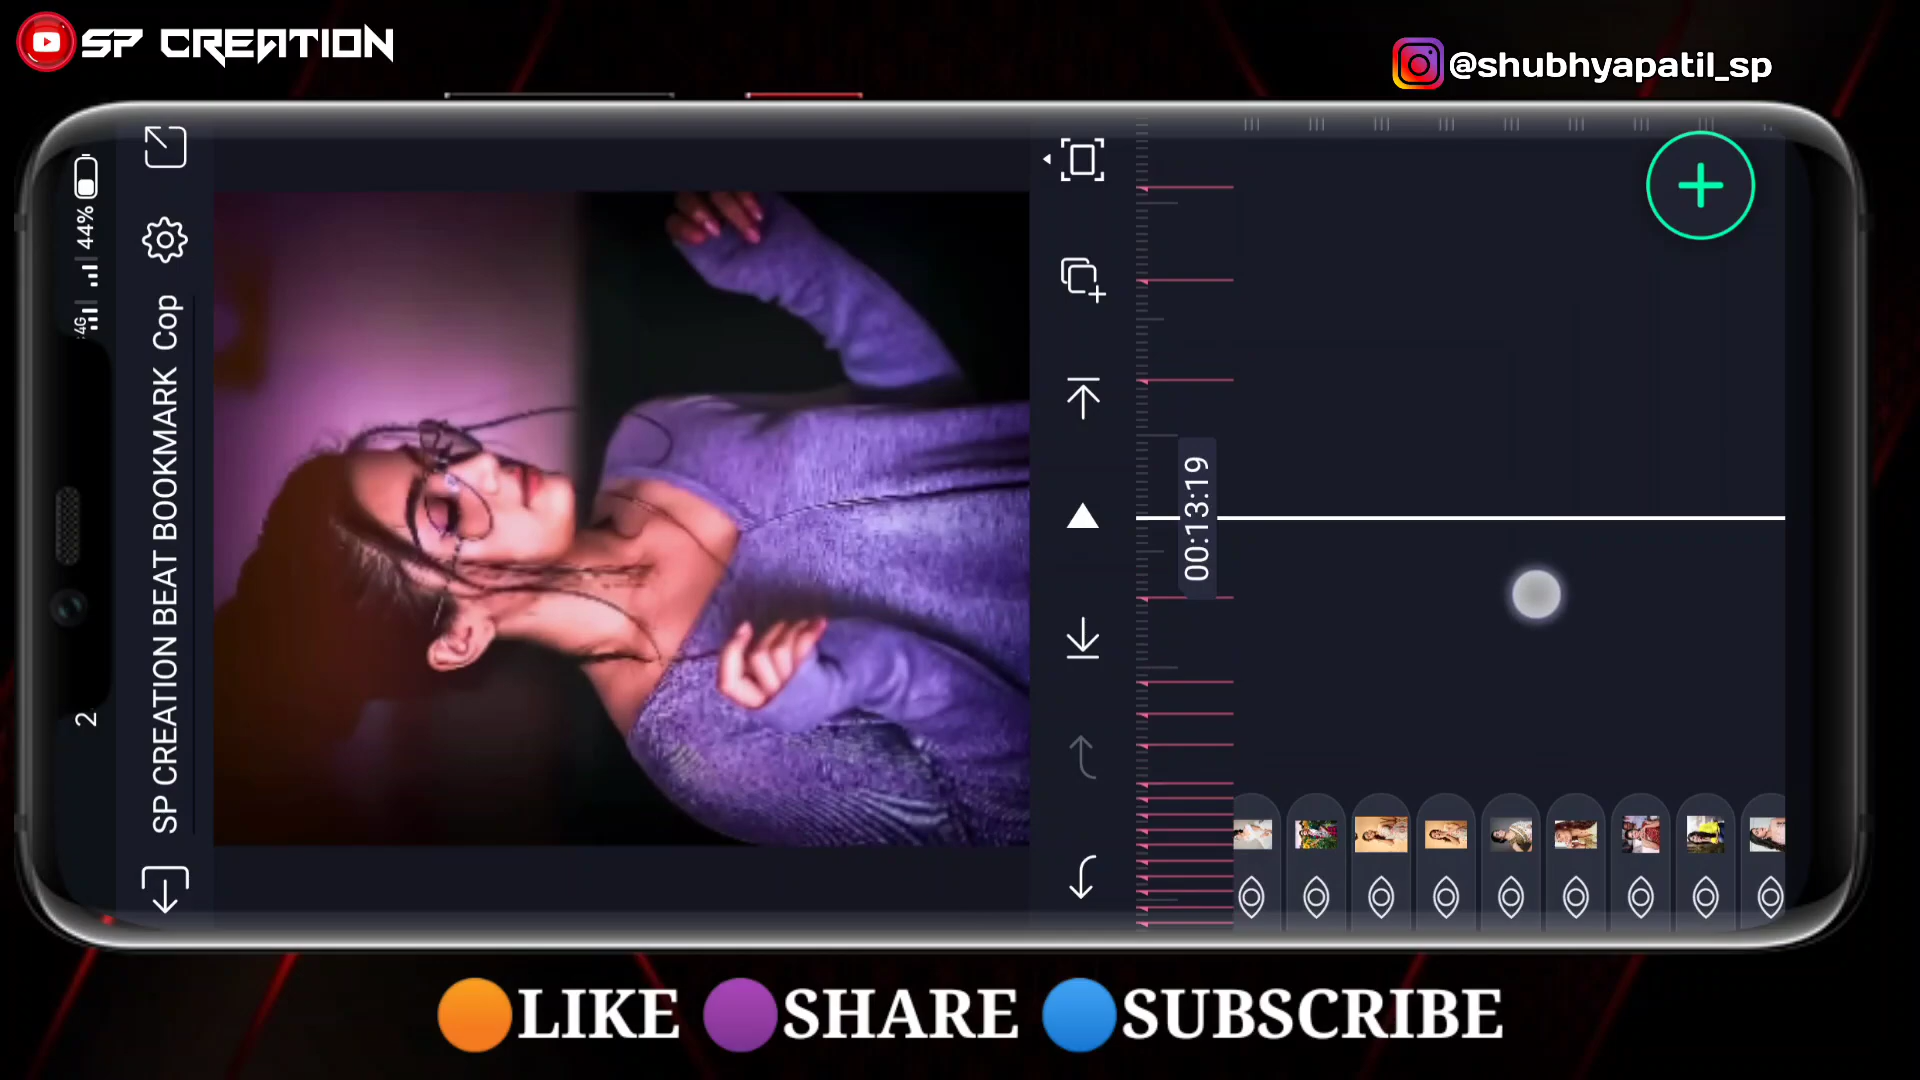 SP CREATION
@shubhyapatil_sp
44%
4G
2
SP CREATION BEAT BOOKMARK Cop
00:13:19
LIKE SHARE SUBSCRIBE